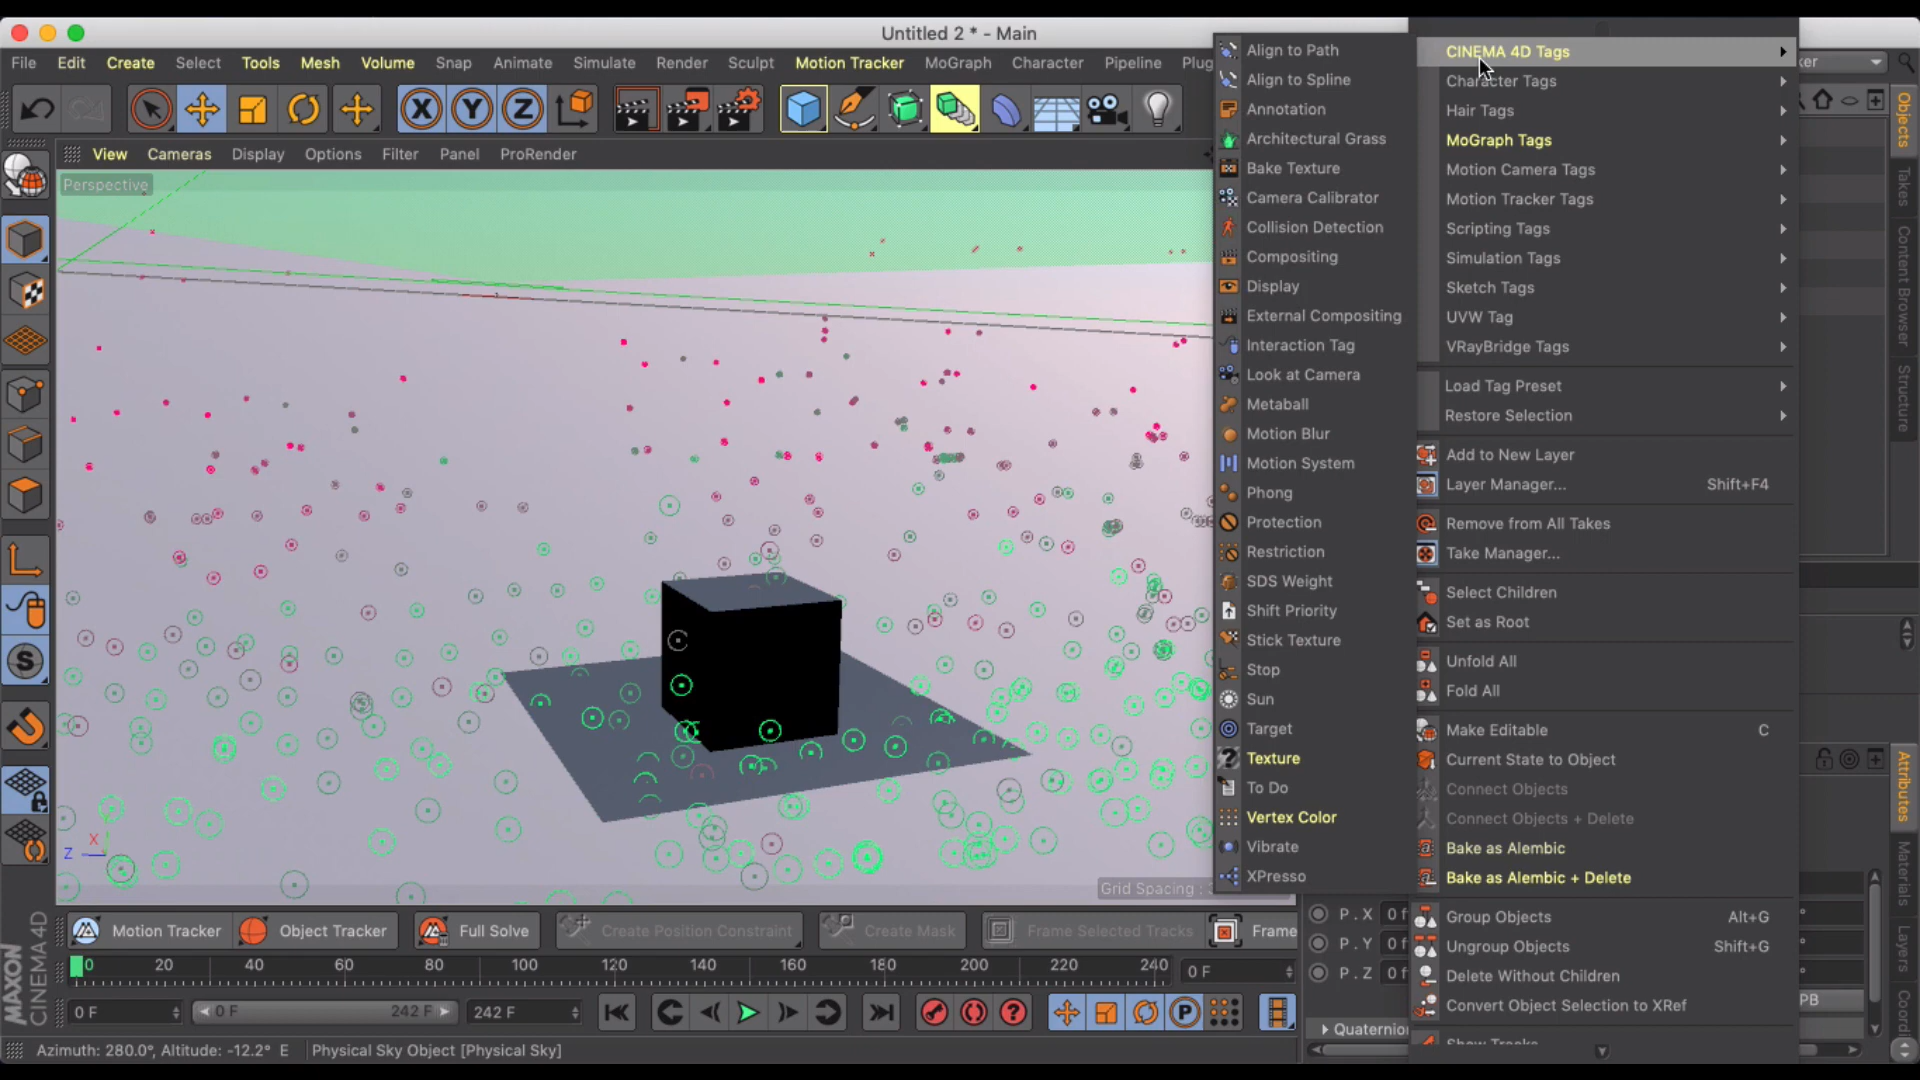 Untitled 2 * - Main
File Edit Create Select Tools Mesh Volume Snap Animate Simulate Render Sculpt Motion Tracker MoGraph Character Pipeline Plug
View Cameras Display Options Filter Panel ProRender
Perspective
Align to Path
Align to Spline
Annotation
Architectural Grass
Bake Texture
Camera Calibrator
Collision Detection
Compositing
Display
External Compositing
Interaction Tag
Look at Camera
Metaball
Motion Blur
Motion System
Phong
Protection
Restriction
SDS Weight
Shift Priority
Stick Texture
Stop
Sun
Target
Texture
To Do
Vertex Color
Vibrate
XPresso
CINEMA 4D Tags
Character Tags
Hair Tags
MoGraph Tags
Motion Camera Tags
Motion Tracker Tags
Scripting Tags
Simulation Tags
Sketch Tags
UVW Tag
VRayBridge Tags
Load Tag Preset
Restore Selection
Add to New Layer
Layer Manager... Shift+F4
Remove from All Takes
Take Manager...
Select Children
Set as Root
Unfold All
Fold All
Make Editable C
Current State to Object
Connect Objects
Connect Objects + Delete
Bake as Alembic
Bake as Alembic + Delete
Group Objects Alt+G
Ungroup Objects Shift+G
Delete Without Children
Convert Object Selection to XRef
Show Tracks
Objects
Takes
Content Browser
Structure
Attributes
Materials
Layers
X
Z
Grid Spacing :
Motion Tracker Object Tracker Full Solve Create Position Constraint Create Mask Frame Selected Tracks Frame
0 20 40 60 80 100 120 140 160 180 200 220 240 0 F
0 F 0 F 242 F 242 F
P . X 0 f
P . Y 0 f
P . Z 0 f
PB
Quaternio
Azimuth: 280.0°, Altitude: -12.2° E Physical Sky Object [Physical Sky]
MAXON
CINEMA 4D